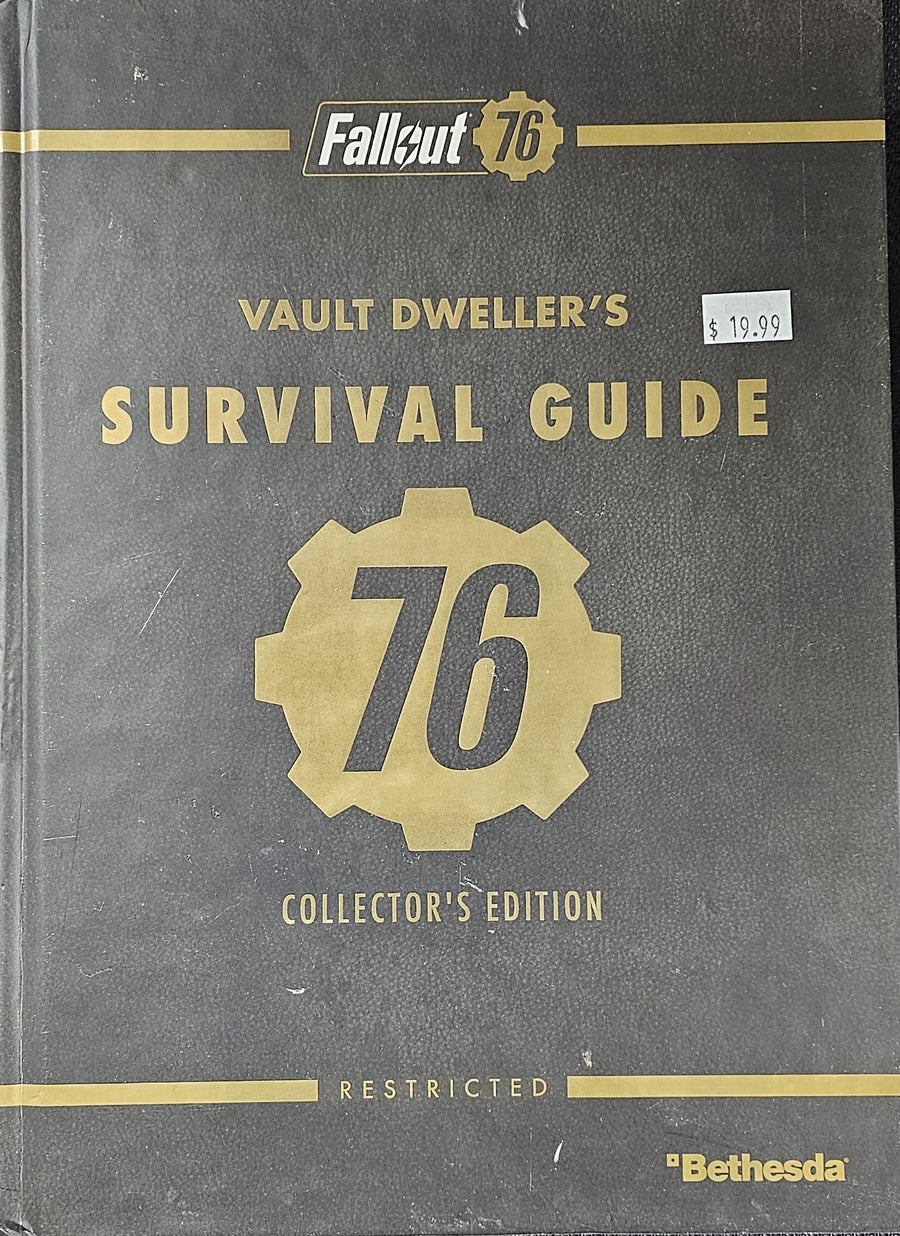 Fallout 76
VAULT DWELLER'S
$ 19.99
SURVIVAL GUIDE
76
COLLECTOR'S EDITION
RESTRICTED
Bethesda